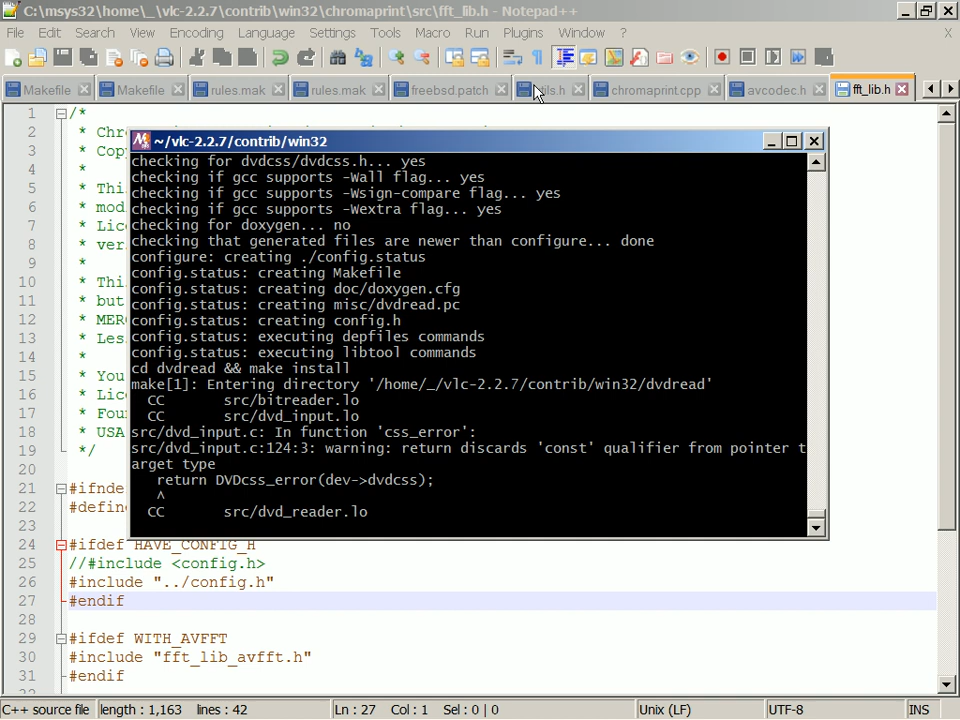 C:\msys32\home\_\vlc-2.2.7\contrib\win32\chromaprint\src\fft_lib.h - Notepad++
File Edit Search View Encoding Language Settings Tools Macro Run Plugins Window ? X
Makefile Makefile rules.mak rules.mak freebsd.patch ls.h chromaprint.cpp avcodec.h fft_lib.h
1 /*
2 * Chr
3 * Cop
4 *
5 * Thi
6 * mod
7 * Lic
8 * ver
9 *
10 * Thi
11 * but
12 * MER
13 * Les
14 *
15 * You
16 * Lic
17 * Fou
18 * USA
19 */
20
21 #ifnde
22 #defin
23
24 #ifdef HAVE_CONFIG_H
25 //#include <config.h>
26 #include "../config.h"
27 #endif
28
29 #ifdef WITH_AVFFT
30 #include "fft_lib_avfft.h"
31 #endif
~/vlc-2.2.7/contrib/win32
checking for dvdcss/dvdcss.h... yes
checking if gcc supports -Wall flag... yes
checking if gcc supports -Wsign-compare flag... yes
checking if gcc supports -Wextra flag... yes
checking for doxygen... no
checking that generated files are newer than configure... done
configure: creating ./config.status
config.status: creating Makefile
config.status: creating doc/doxygen.cfg
config.status: creating misc/dvdread.pc
config.status: creating config.h
config.status: executing depfiles commands
config.status: executing libtool commands
cd dvdread && make install
make[1]: Entering directory '/home/_/vlc-2.2.7/contrib/win32/dvdread'
CC src/bitreader.lo
CC src/dvd_input.lo
src/dvd_input.c: In function 'css_error':
src/dvd_input.c:124:3: warning: return discards 'const' qualifier from pointer t
arget type
return DVDcss_error(dev->dvdcss);
^
CC src/dvd_reader.lo
C++ source file length : 1,163 lines : 42 Ln : 27 Col : 1 Sel : 0 | 0 Unix (LF) UTF-8 INS